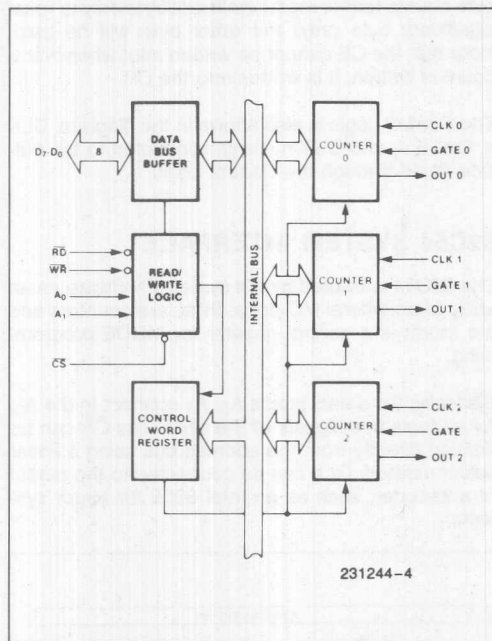 D7-D0
8
DATA
BUS
BUFFER
RD
WR
A0
A1
CS
READ/
WRITE
LOGIC
CONTROL
WORD
REGISTER
INTERNAL BUS
COUNTER
0
CLK 0
GATE 0
OUT 0
COUNTER
1
CLK 1
GATE 1
OUT 1
COUNTER
2
CLK 2
GATE
OUT 2
231244-4